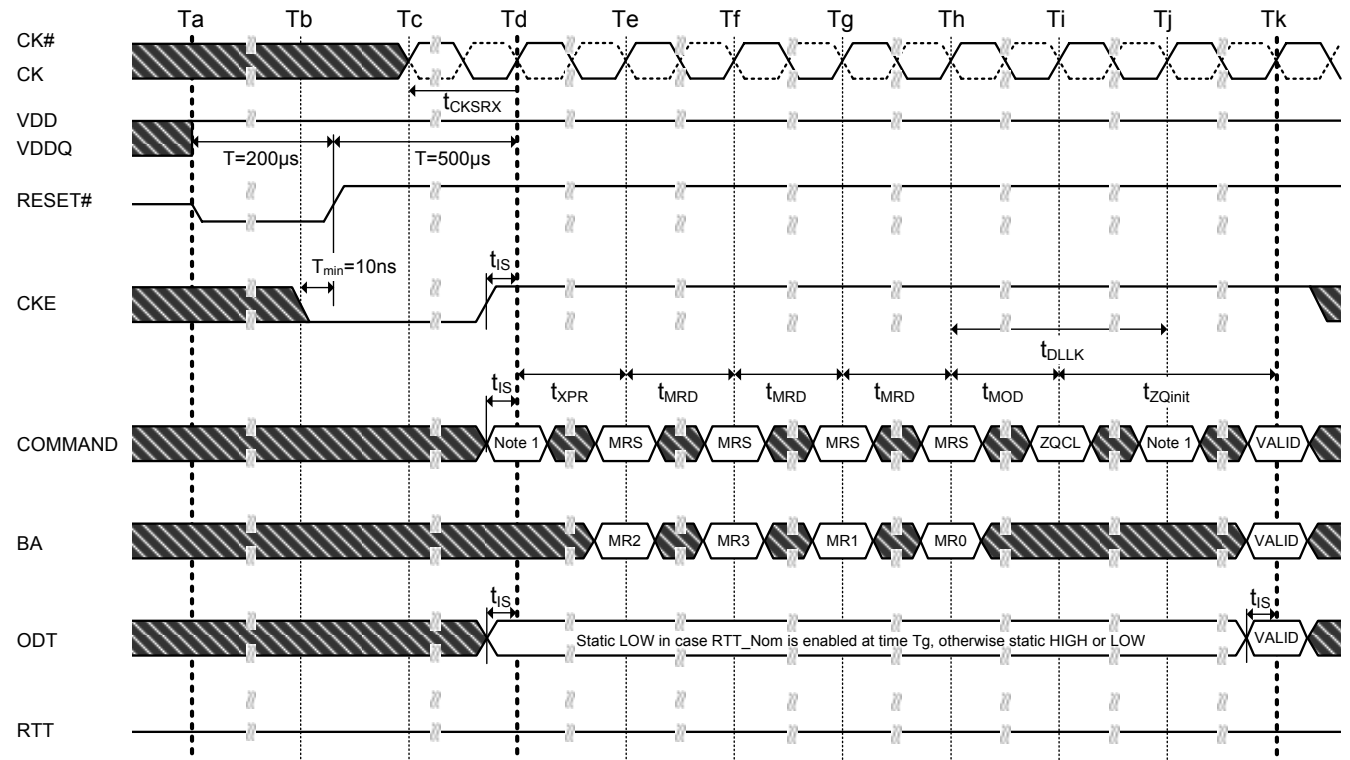 Ta Tb Tc Td Te Tf Tg Th Ti Tj Tk
CK#
CK
tCKSRX
VDD
VDDQ
T=200µs T=500µs
RESET#
Tmin=10ns tIS
CKE
tDLLK
tIS tXPR tMRD tMRD tMRD tMOD tZQinit
COMMAND Note 1 MRS MRS MRS MRS ZQCL Note 1 VALID
BA MR2 MR3 MR1 MR0 VALID
tIS tIS
ODT Static LOW in case RTT_Nom is enabled at time Tg, otherwise static HIGH or LOW VALID
RTT